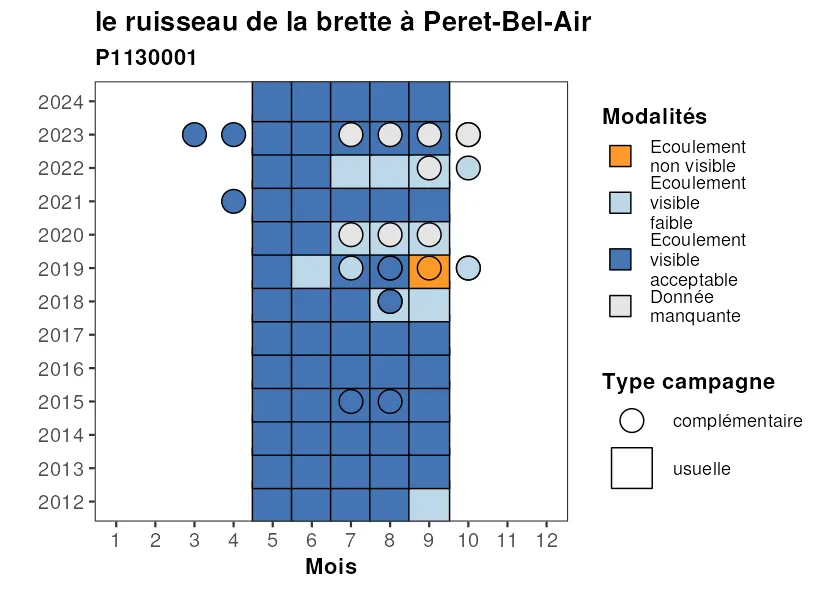 le ruisseau de la brette à Peret-Bel-Air
P1130001
2024
2023
2022
2021
2020
2019
2018
2017
2016
2015
2014
2013
2012
1 2 3 4 5 6 7 8 9 10 11 12
Mois
Modalités
Ecoulement
non visible
Ecoulement
visible
faible
Ecoulement
visible
acceptable
Donnée
manquante
Type campagne
complémentaire
usuelle